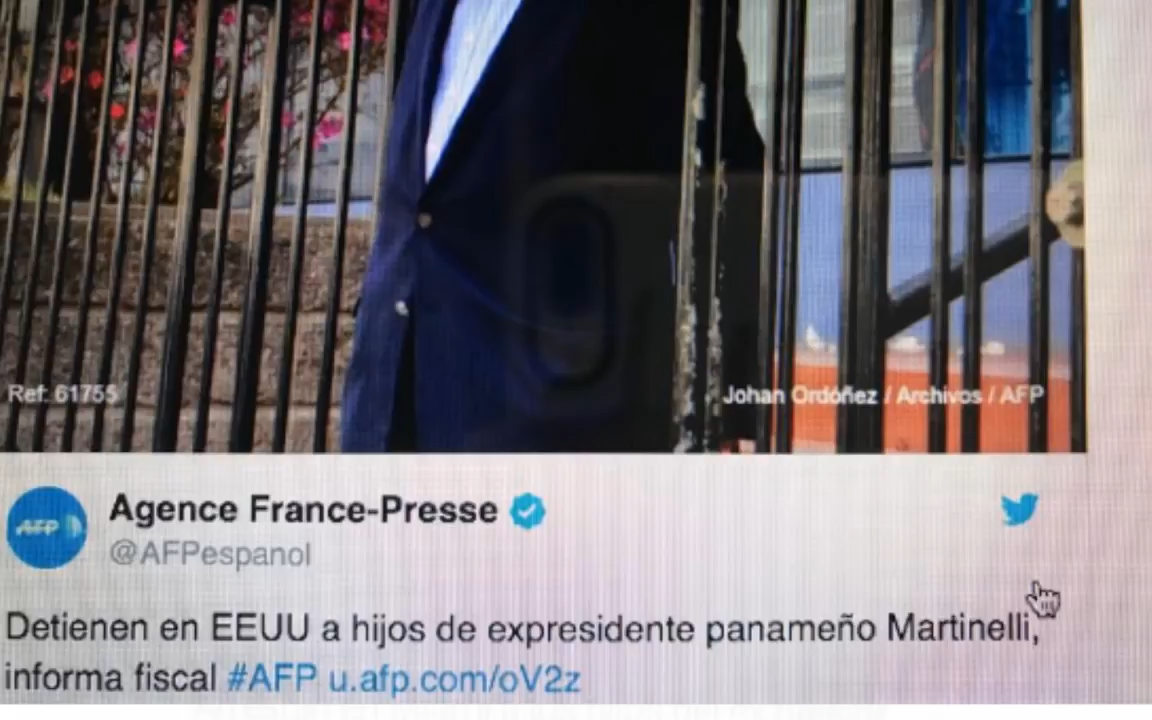 Ref: 61755
Johan Ordóñez / Archivos / AFP
AFP
Agence France-Presse
@AFPespanol
Detienen en EEUU a hijos de expresidente panameño Martinelli,
informa fiscal #AFP u.afp.com/oV2z